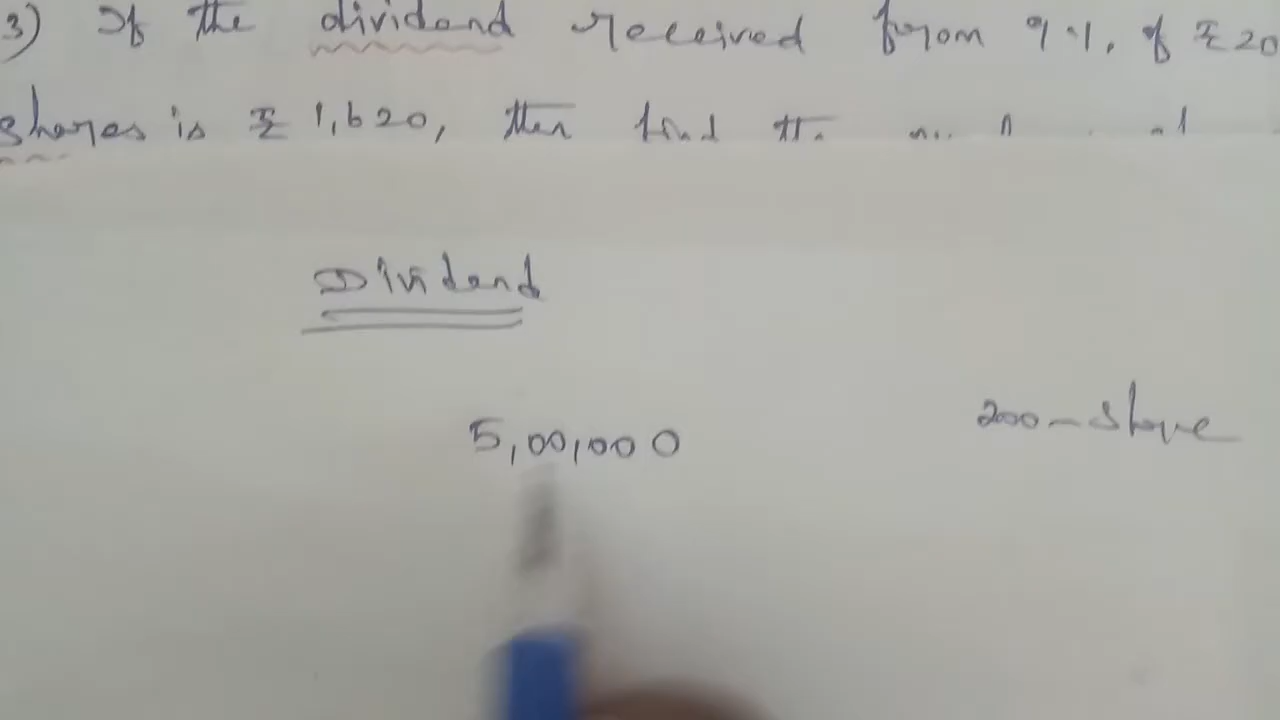 3) If the dividend received from 9%. of ₹ 20
shares is ₹ 1,620, then find the
Dividend
5,00,000
200 - Share